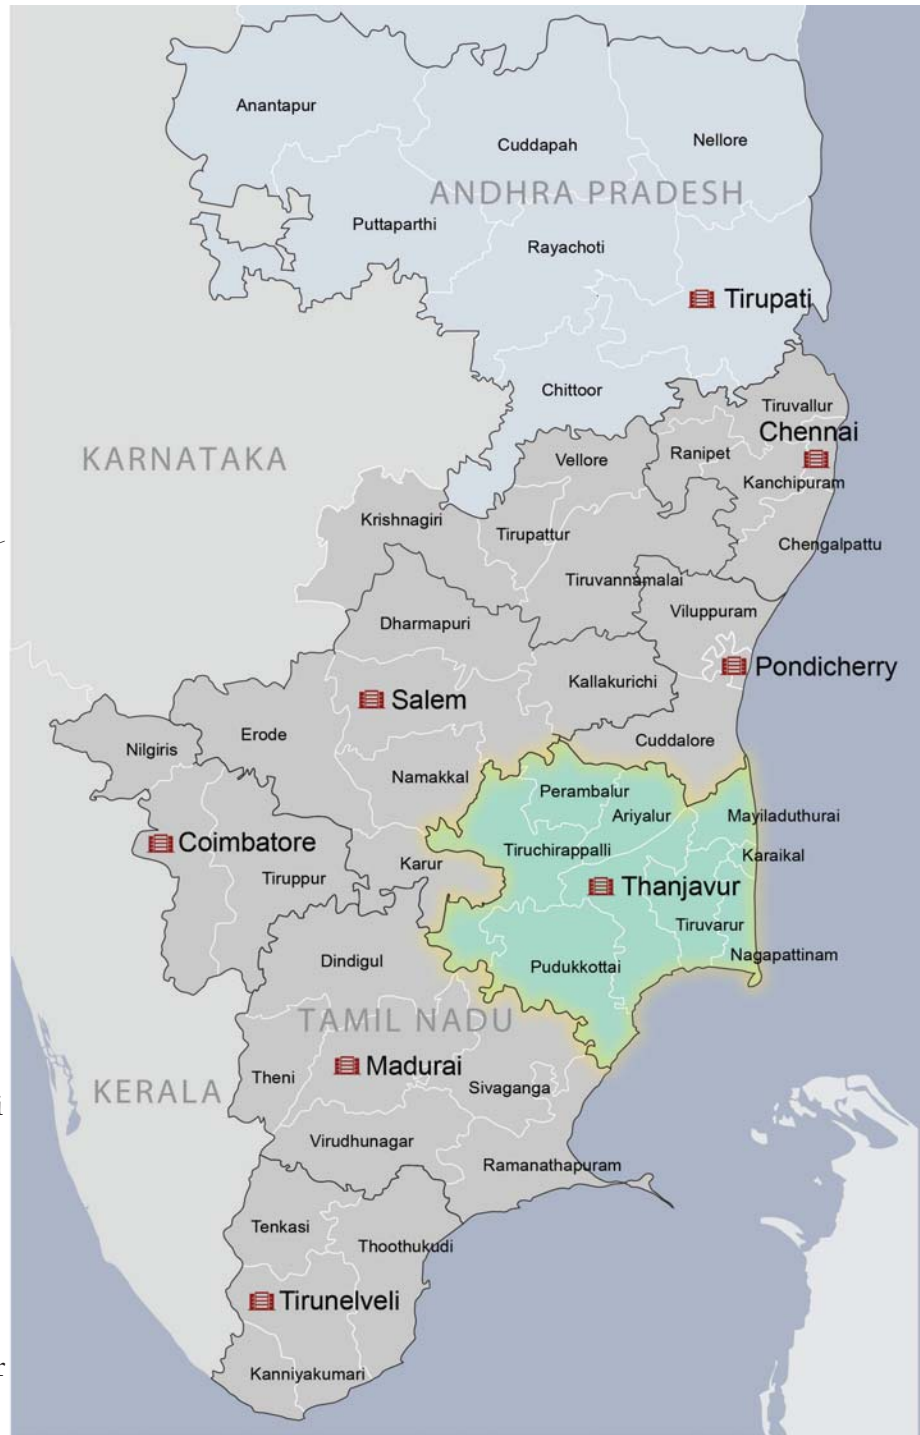 Anantapur
Cuddapah
Nellore
ANDHRA PRADESH
Puttaparthi
Rayachoti
Tirupati
Chittoor
Tiruvallur
Chennai
KARNATAKA
Vellore
Ranipet
Kanchipuram
Krishnagiri
Tirupattur
Chengalpattu
Tiruvannamalai
Viluppuram
Dharmapuri
Pondicherry
Kallakurichi
Salem
Erode
Cuddalore
Nilgiris
Namakkal
Perambalur
Ariyalur
Mayiladuthurai
Coimbatore
Tiruchirappalli
Karaikal
Karur
Tiruppur
Thanjavur
Tiruvarur
Nagapattinam
Dindigul
Pudukkottai
TAMIL NADU
Madurai
Theni
Sivaganga
KERALA
Virudhunagar
Ramanathapuram
Tenkasi
Thoothukudi
Tirunelveli
Kanniyakumari